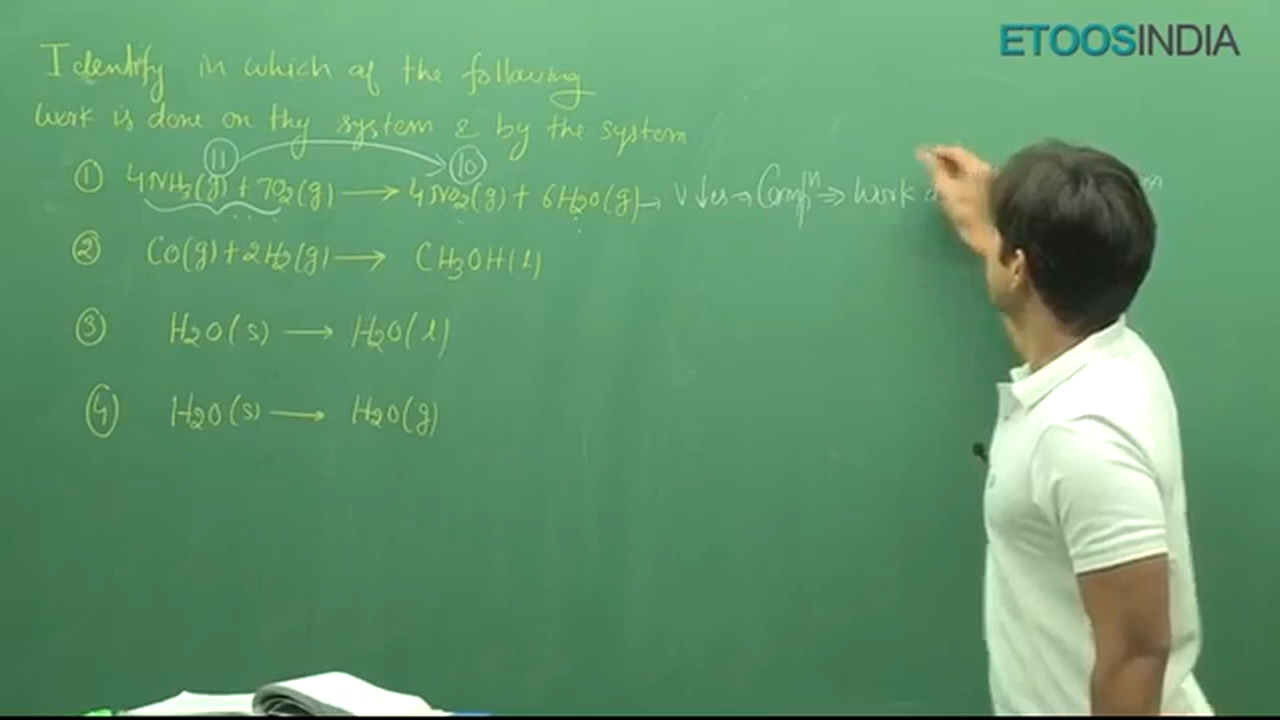 ETOOSINDIA
Identify in which of the following
work is done on the system & by the system
11 10
① 4NH₃(g) + 7O₂(g) → 4NO₂(g) + 6H₂O(g) → V↓es → Compⁿ ⇒ work
② CO(g) + 2H₂(g) → CH₃OH(l)
③ H₂O(s) → H₂O(l)
④ H₂O(s) → H₂O(g)